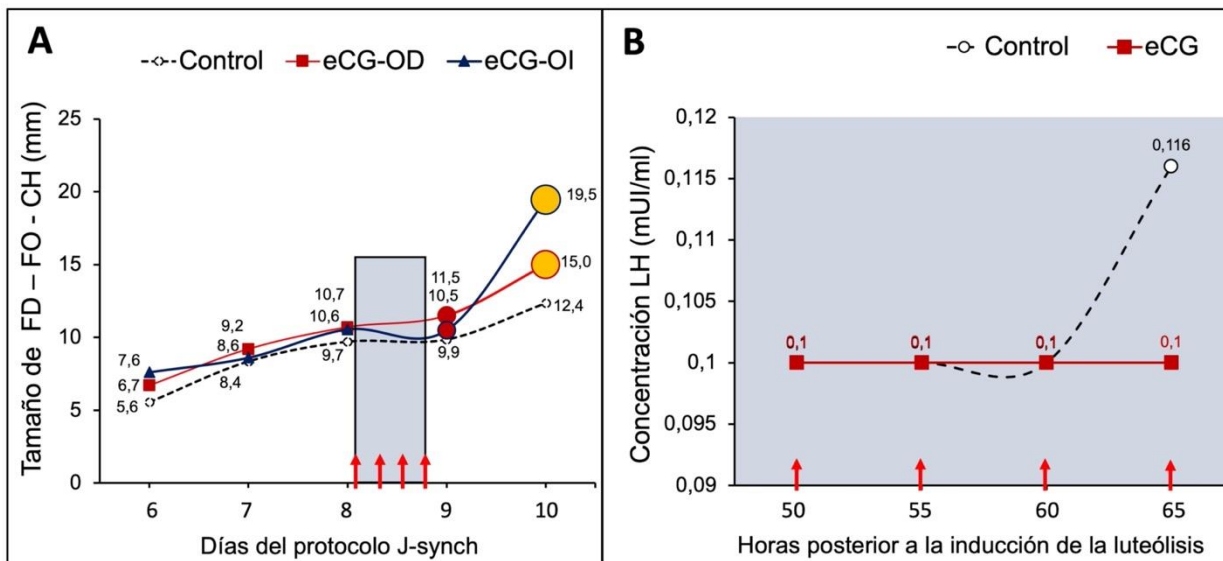 A
Control eCG-OD eCG-OI
Tamaño de FD – FO - CH (mm)
25
20
15
10
5
0
7,6
6,7
5,6
9,2
8,6
8,4
10,7
10,6
9,7
11,5
10,5
9,9
19,5
15,0
12,4
6 7 8 9 10
Días del protocolo J-synch
B
Control eCG
Concentración LH (mUI/ml)
0,12
0,115
0,11
0,105
0,1
0,095
0,09
0,116
0,1 0,1 0,1 0,1
50 55 60 65
Horas posterior a la inducción de la luteólisis